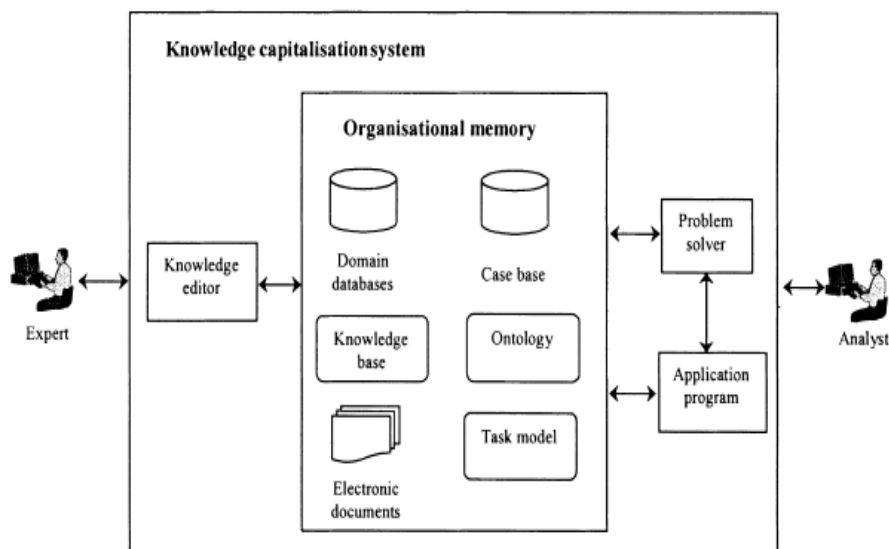 Knowledge capitalisation system
Organisational memory
Domain
databases
Case base
Knowledge
base
Ontology
Electronic
documents
Task model
Knowledge
editor
Expert
Problem
solver
Application
program
Analyst